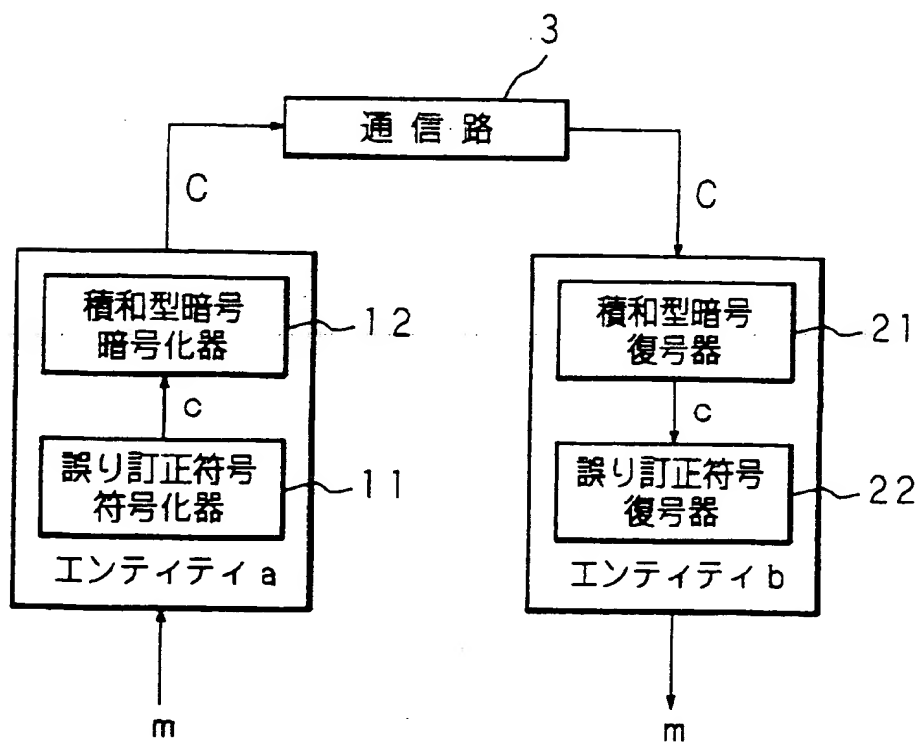 3
通信路
C
C
積和型暗号
暗号化器
12
c
誤り訂正符号
符号化器
11
エンティティa
m
積和型暗号
復号器
21
c
誤り訂正符号
復号器
22
エンティティb
m